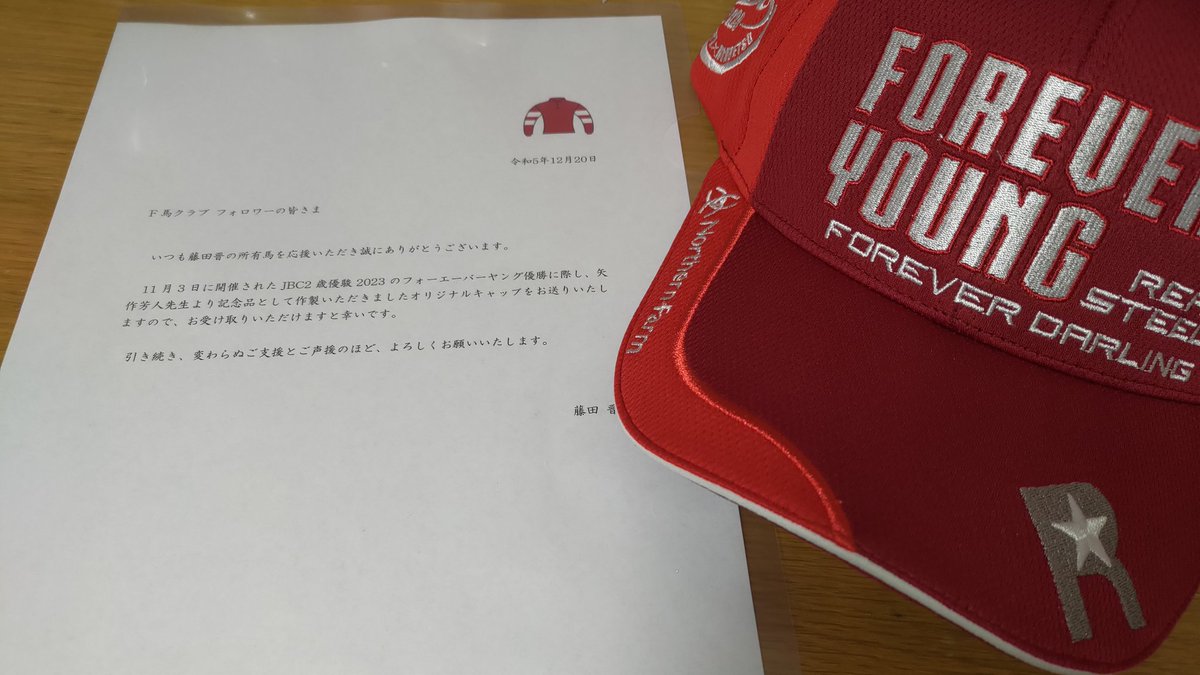 令和5年12月20日
F馬クラブ フォロワーの皆さま
いつも藤田晋の所有馬を応援いただき誠にありがとうございます。
11月3日に開催されたJBC2歳優駿2023のフォーエーバーヤング優勝に際し、矢
作芳人先生より記念品として作製いただきましたオリジナルキャップをお送りいたし
ますので、お受け取りいただけますと幸いです。
引き続き、変わらぬご支援とご声援のほど、よろしくお願いいたします。
藤田 晋
FOREVE
YOUNG
FOREVER DARLING
REA
STEE
Northern Farm
R